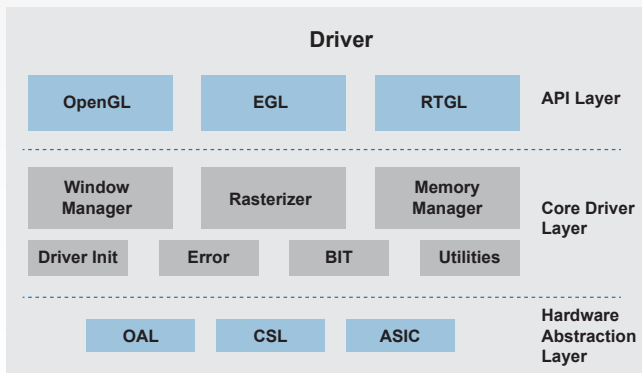 Driver
OpenGL
EGL
RTGL
API Layer
Window
Manager
Rasterizer
Memory
Manager
Core Driver
Layer
Driver Init
Error
BIT
Utilities
OAL
CSL
ASIC
Hardware
Abstraction
Layer